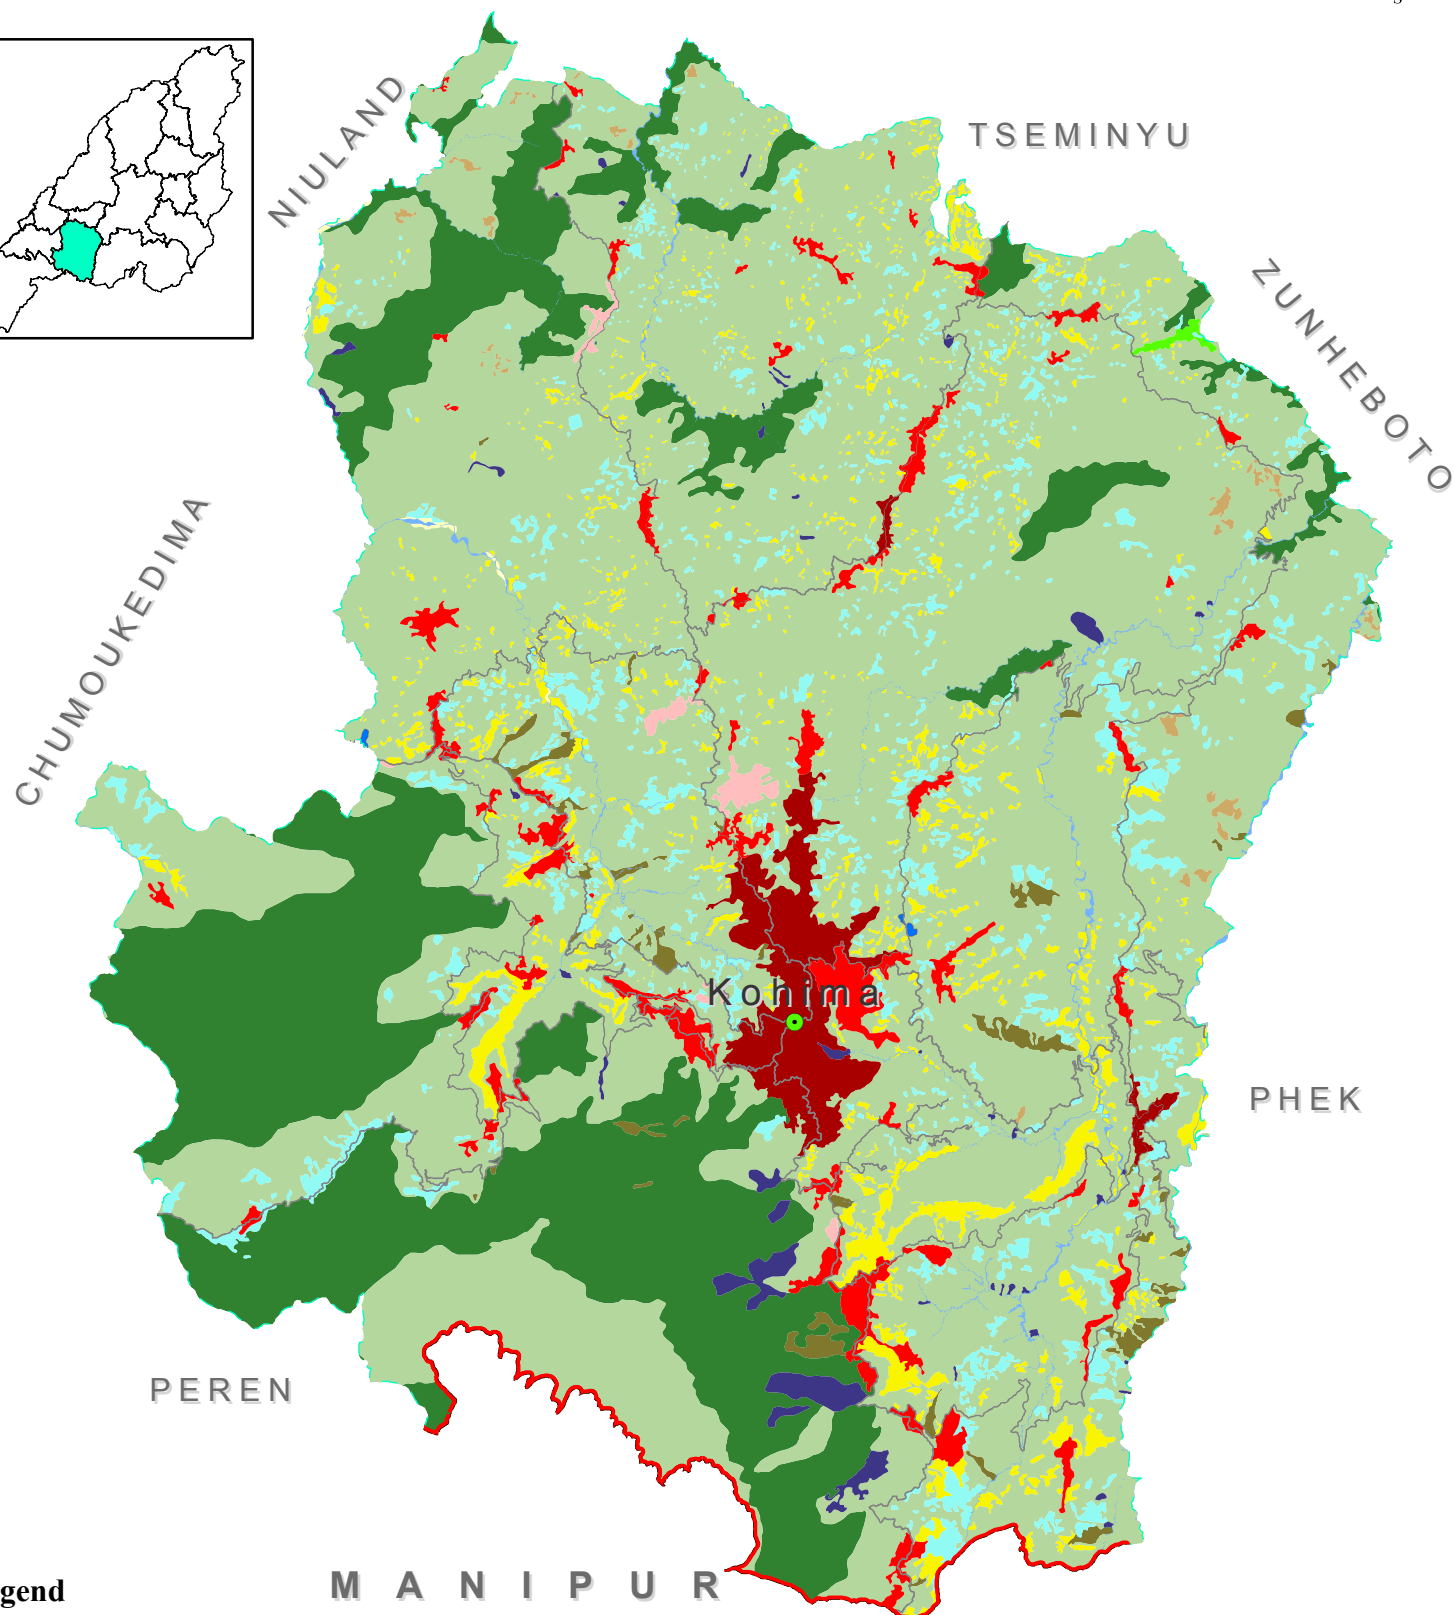 NIULAND
TSEMINYU
ZUNHEBOTO
CHUMOUKEDIMA
Kohima
PHEK
PEREN
MANIPUR
gend